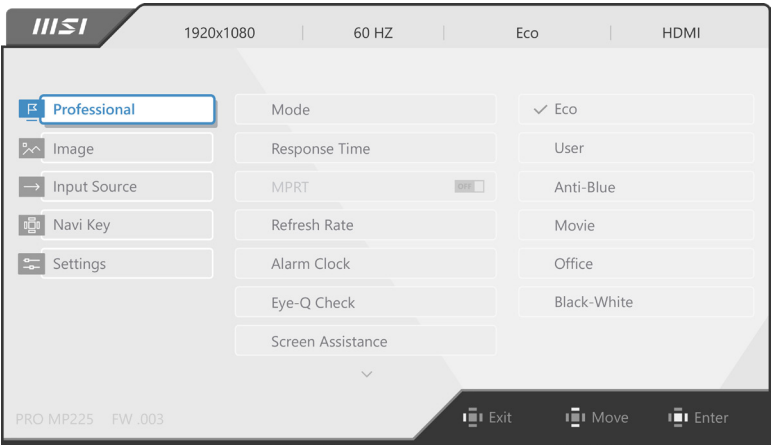 msi 1920x1080 60 HZ Eco HDMI
Professional Mode Eco
Image Response Time User
Input Source MPRT OFF Anti-Blue
Navi Key Refresh Rate Movie
Settings Alarm Clock Office
Eye-Q Check Black-White
Screen Assistance
PRO MP225 FW .003 Exit Move Enter